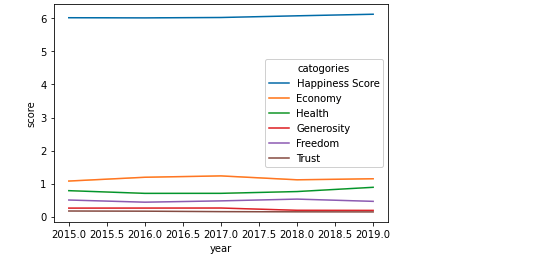 6
5
4
3
2
1
0
score
catogories
Happiness Score
Economy
Health
Generosity
Freedom
Trust
2015.0 2015.5 2016.0 2016.5 2017.0 2017.5 2018.0 2018.5 2019.0
year